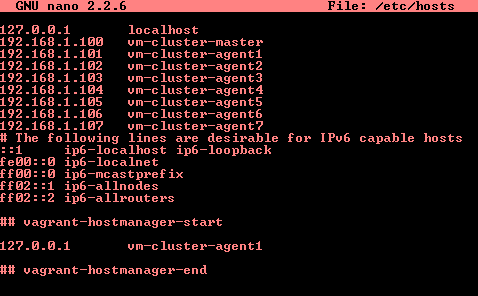 GNU nano 2.2.6 File: /etc/hosts
127.0.0.1 localhost
192.168.1.100 vm-cluster-master
192.168.1.101 vm-cluster-agent1
192.168.1.102 vm-cluster-agent2
192.168.1.103 vm-cluster-agent3
192.168.1.104 vm-cluster-agent4
192.168.1.105 vm-cluster-agent5
192.168.1.106 vm-cluster-agent6
192.168.1.107 vm-cluster-agent7
# The following lines are desirable for IPv6 capable hosts
::1 ip6-localhost ip6-loopback
fe00::0 ip6-localnet
ff00::0 ip6-mcastprefix
ff02::1 ip6-allnodes
ff02::2 ip6-allrouters
## vagrant-hostmanager-start
127.0.0.1 vm-cluster-agent1
## vagrant-hostmanager-end